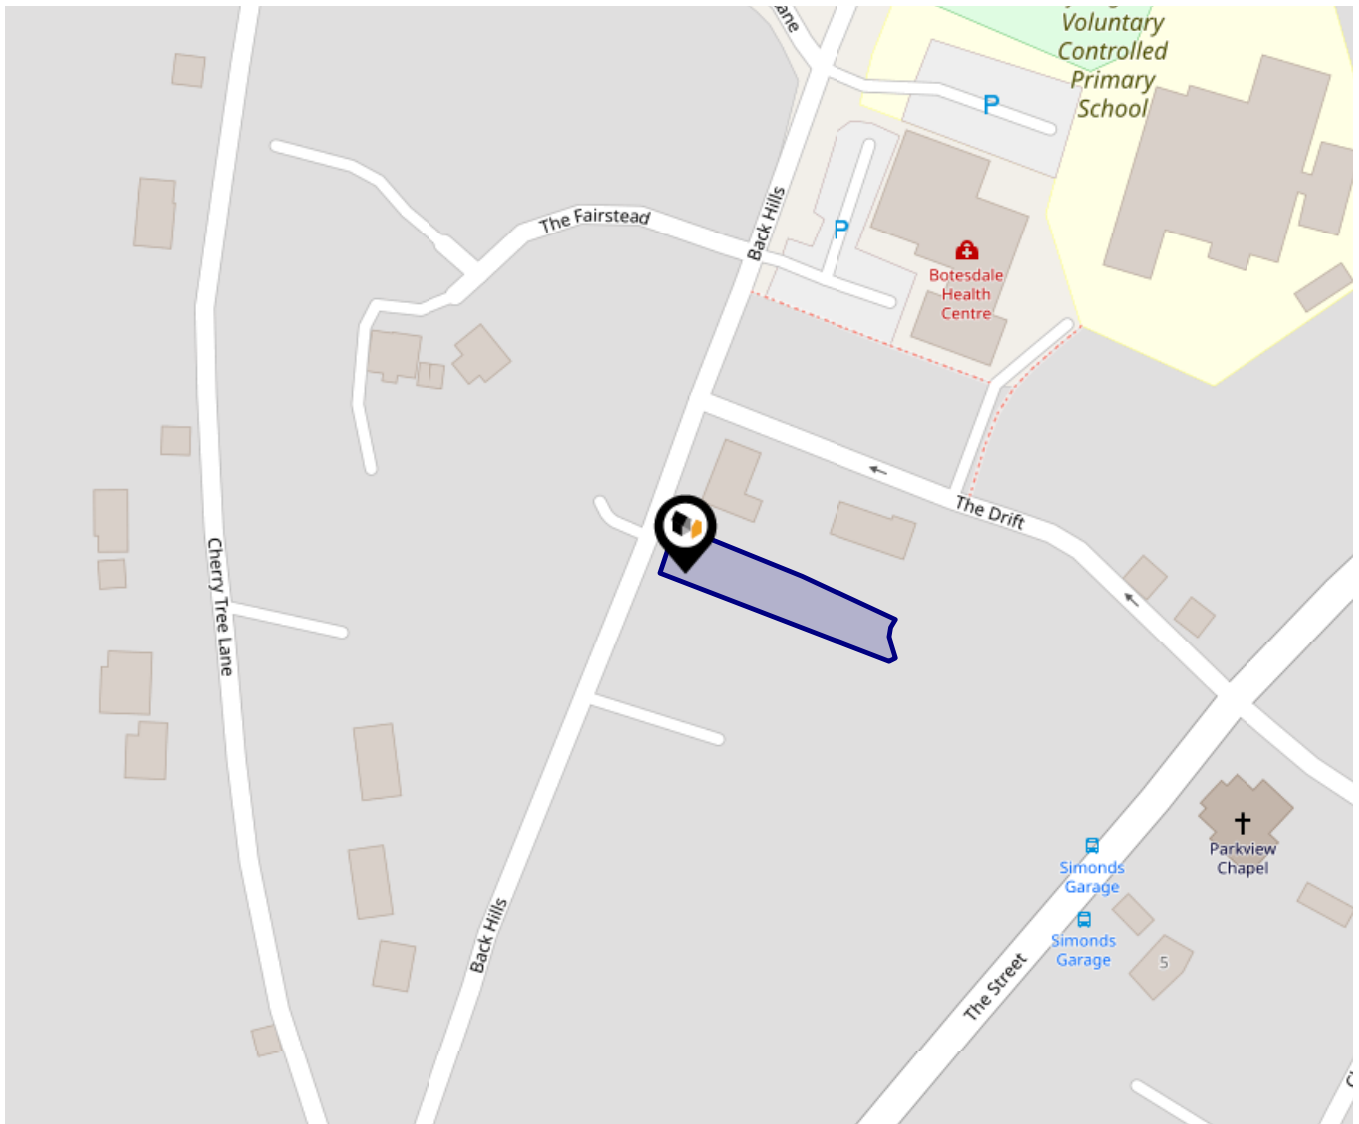 Voluntary
Controlled
Primary
School
P
Back Hills
The Fairstead
P
Botesdale
Health
Centre
The Drift
Cherry Tree Lane
Parkview
Chapel
Simonds
Garage
Simonds
Garage
5
Back Hills
The Street